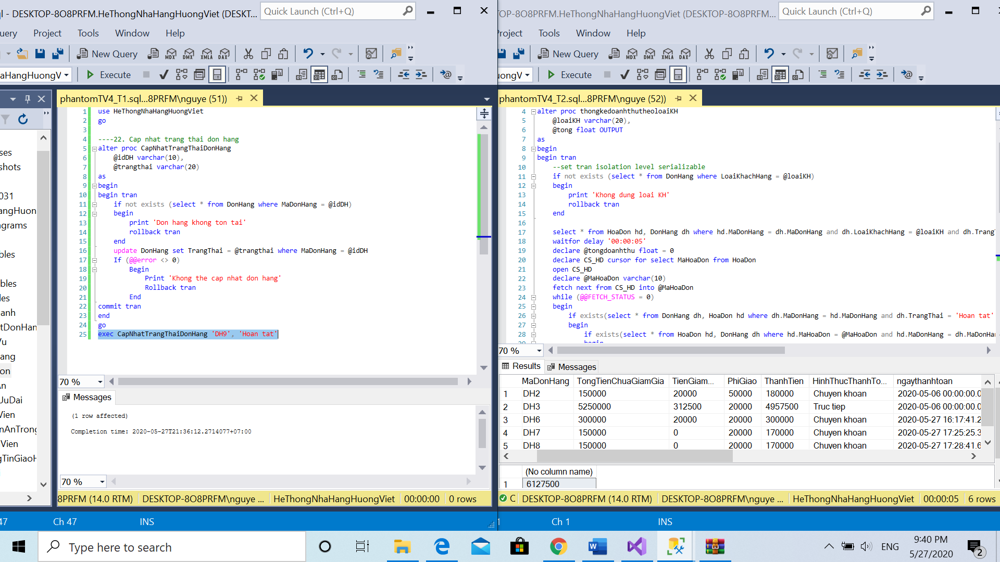 l - DESKTOP-8O8PRFM.HeThongNhaHangHuongViet (DESKT...
Quick Launch (Ctrl+Q)
uery Project Tools Window Help
New Query
MDX DMX XMLA DAX
aHangHuongV
Execute
phantomTV4_T1.sql...8PRFM\nguye (51))
1 use HeThongNhaHangHuongViet
2 go
3
4 ----22. Cap nhat trang thai don hang
5 alter proc CapNhatTrangThaiDonHang
6 @idDH varchar(10),
7 @trangthai varchar(20)
8 as
9 begin
10 begin tran
11 if not exists (select * from DonHang where MaDonHang = @idDH)
12 begin
13 print 'Don hang khong ton tai'
14 rollback tran
15 end
16 update DonHang set TrangThai = @trangthai where MaDonHang = @idDH
17 If (@@error <> 0)
18 Begin
19 Print 'Khong the cap nhat don hang'
20 Rollback tran
21 End
22 commit tran
23 end
24 go
25 exec CapNhatTrangThaiDonHang 'DH9', 'Hoan tat'
70 %
Messages
(1 row affected)
Completion time: 2020-05-27T21:36:12.2714077+07:00
70 %
8PRFM (14.0 RTM) DESKTOP-8O8PRFM\nguye ... HeThongNhaHangHuongViet 00:00:00 0 rows
47 Ch 47 INS
ses
shots
031
angHuon
grams
bles
bles
les
anh
tDonHan
Vu
ang
on
An
UuDai
Vien
nAnTrong
Vien
gTinGiaoH
TOP-8O8PRFM.HeThongNhaHangHuongViet (DESKTOP-8O8PRFM...
Quick Launch (Ctrl+Q)
Project Tools Window Help
New Query
MDX DMX XMLA DAX
ongV
Execute
phantomTV4_T2.sql...8PRFM\nguye (52))
4 alter proc thongkedoanhthutheoloaiKH
5 @loaiKH varchar(20),
6 @tong float OUTPUT
7 as
8 begin
9 begin tran
10 --set tran isolation level serializable
11 if not exists (select * from DonHang where LoaiKhachHang = @loaiKH)
12 begin
13 print 'Khong dung loai KH'
14 rollback tran
15 end
16
17 select * from HoaDon hd, DonHang dh where hd.MaDonHang = dh.MaDonHang and dh.LoaiKhachHang = @loaiKH and dh.TrangT
18 waitfor delay '00:00:05'
19 declare @tongdoanhthu float = 0
20 declare CS_HD cursor for select MaHoaDon from HoaDon
21 open CS_HD
22 declare @MaHoaDon varchar(10)
23 fetch next from CS_HD into @MaHoaDon
24 while (@@FETCH_STATUS = 0)
25 begin
26 if exists(select * from DonHang dh, HoaDon hd where dh.MaDonHang = hd.MaDonHang and dh.TrangThai = 'Hoan tat'
27 begin
28 if exists(select * from HoaDon hd, DonHang dh where hd.MaHoaDon = @MaHoaDon and hd.MaDonHang = dh.MaDonHan
70 %
Results Messages
MaDonHang TongTienChuaGiamGia TienGiam... PhiGiao ThanhTien HinhThucThanhTo... ngaythanhtoan
1 DH2 150000 20000 50000 180000 Chuyen khoan 2020-05-06 00:00:00.0
2 DH3 5250000 312500 20000 4957500 Truc tiep 2020-05-06 00:00:00.0
3 DH6 300000 20000 20000 300000 Chuyen khoan 2020-05-27 16:17:41.2
4 DH7 150000 0 20000 170000 Chuyen khoan 2020-05-27 17:25:25.3
5 DH8 150000 0 20000 170000 Chuyen khoan 2020-05-27 17:28:41.6
(No column name)
1 6127500
DESKTOP-8O8PRFM (14.0 RTM) DESKTOP-8O8PRFM\nguye ... HeThongNhaHangHuongViet 00:00:05 6 rows
1 Ch 1 INS
Type here to search
ENG
9:40 PM
5/27/2020
2